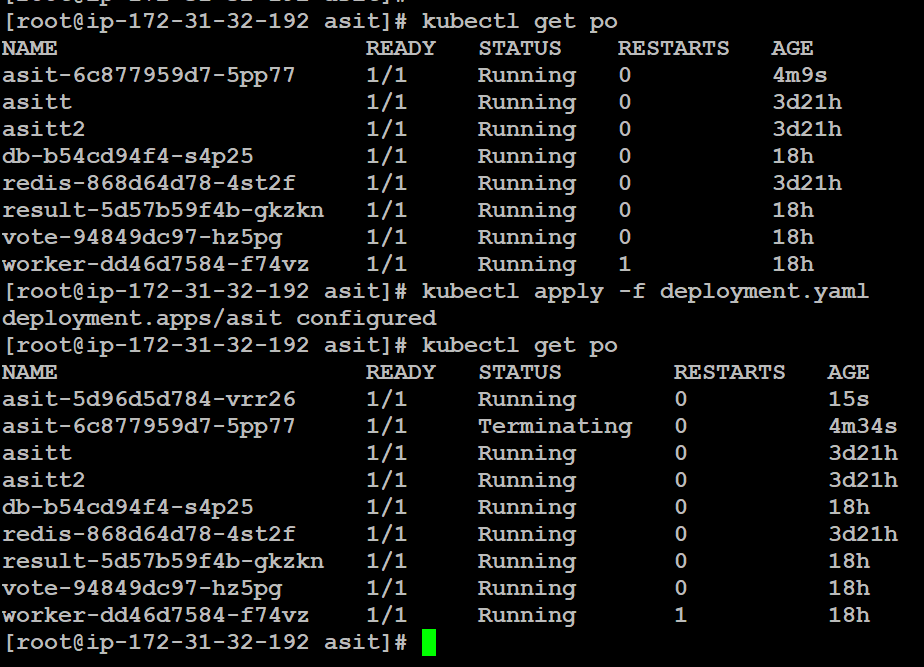 [root@ip-172-31-32-192 asit]# kubectl get po
NAME READY STATUS RESTARTS AGE
asit-6c877959d7-5pp77 1/1 Running 0 4m9s
asitt 1/1 Running 0 3d21h
asitt2 1/1 Running 0 3d21h
db-b54cd94f4-s4p25 1/1 Running 0 18h
redis-868d64d78-4st2f 1/1 Running 0 3d21h
result-5d57b59f4b-gkzkn 1/1 Running 0 18h
vote-94849dc97-hz5pg 1/1 Running 0 18h
worker-dd46d7584-f74vz 1/1 Running 1 18h
[root@ip-172-31-32-192 asit]# kubectl apply -f deployment.yaml
deployment.apps/asit configured
[root@ip-172-31-32-192 asit]# kubectl get po
NAME READY STATUS RESTARTS AGE
asit-5d96d5d784-vrr26 1/1 Running 0 15s
asit-6c877959d7-5pp77 1/1 Terminating 0 4m34s
asitt 1/1 Running 0 3d21h
asitt2 1/1 Running 0 3d21h
db-b54cd94f4-s4p25 1/1 Running 0 18h
redis-868d64d78-4st2f 1/1 Running 0 3d21h
result-5d57b59f4b-gkzkn 1/1 Running 0 18h
vote-94849dc97-hz5pg 1/1 Running 0 18h
worker-dd46d7584-f74vz 1/1 Running 1 18h
[root@ip-172-31-32-192 asit]#